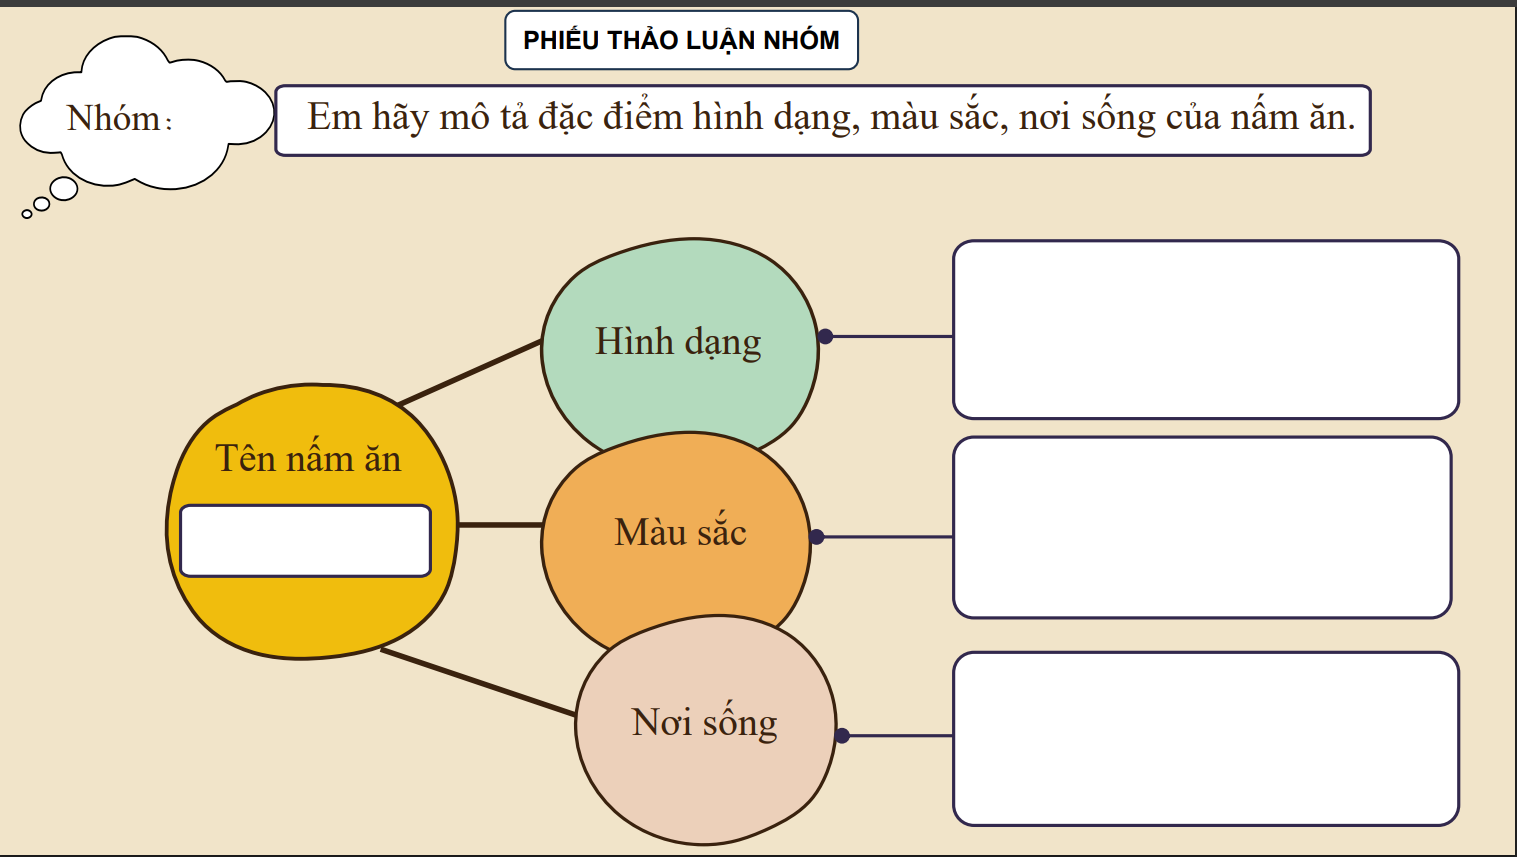 PHIẾU THẢO LUẬN NHÓM
Nhóm:
Em hãy mô tả đặc điểm hình dạng, màu sắc, nơi sống của nấm ăn.
Hình dạng
Tên nấm ăn
Màu sắc
Nơi sống